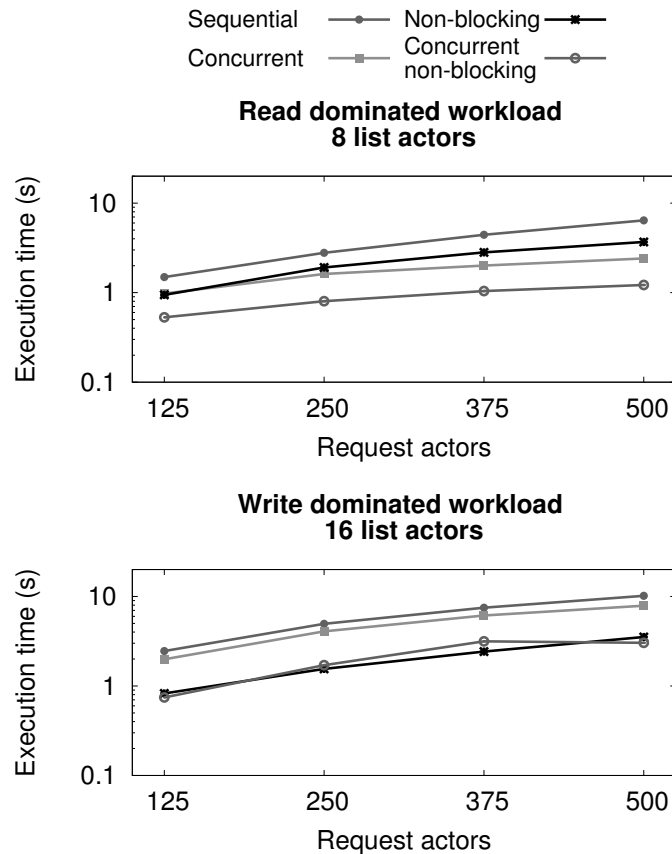 Sequential Non-blocking
Concurrent Concurrent non-blocking
Read dominated workload
8 list actors
Execution time (s)
10
1
0.1
125 250 375 500
Request actors
Write dominated workload
16 list actors
Execution time (s)
10
1
0.1
125 250 375 500
Request actors